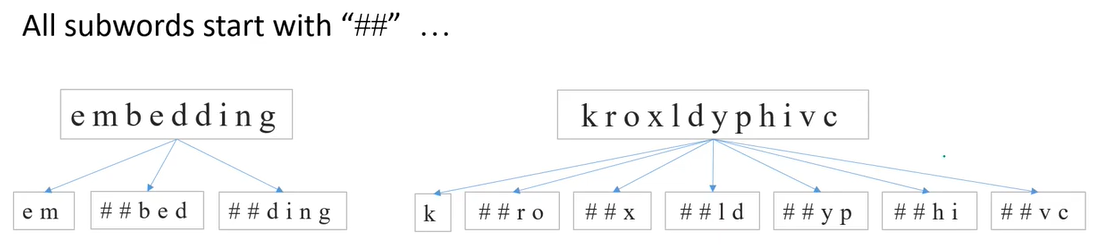 All subwords start with “##” ...
embedding
kroxldyphivc
em ##bed ##ding
k ##ro ##x ##ld ##yp ##hi ##vc